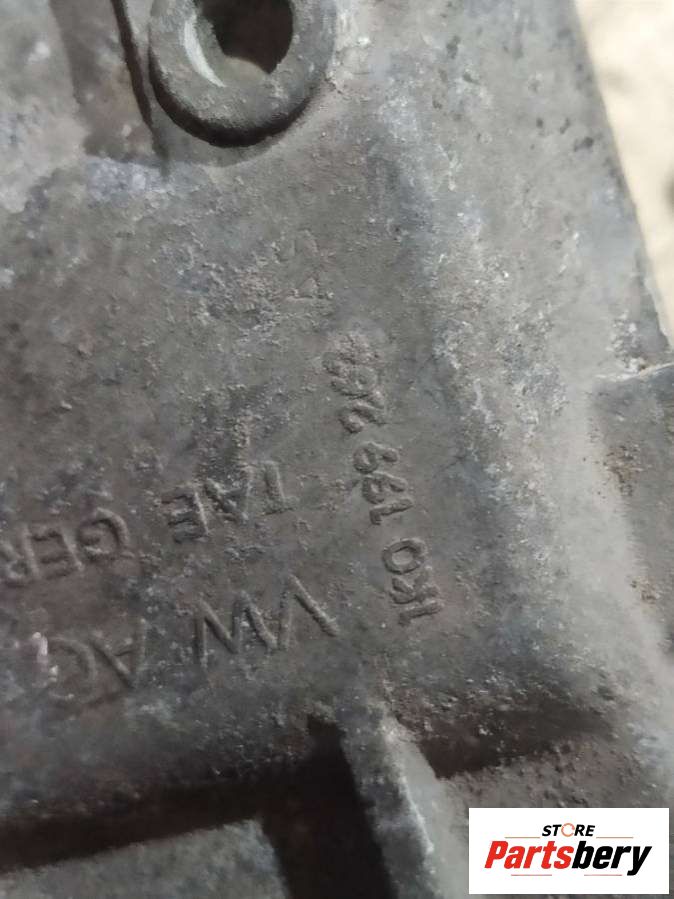 1K0 199 262
VW AG
TAE
GER
STORE
Partsbery